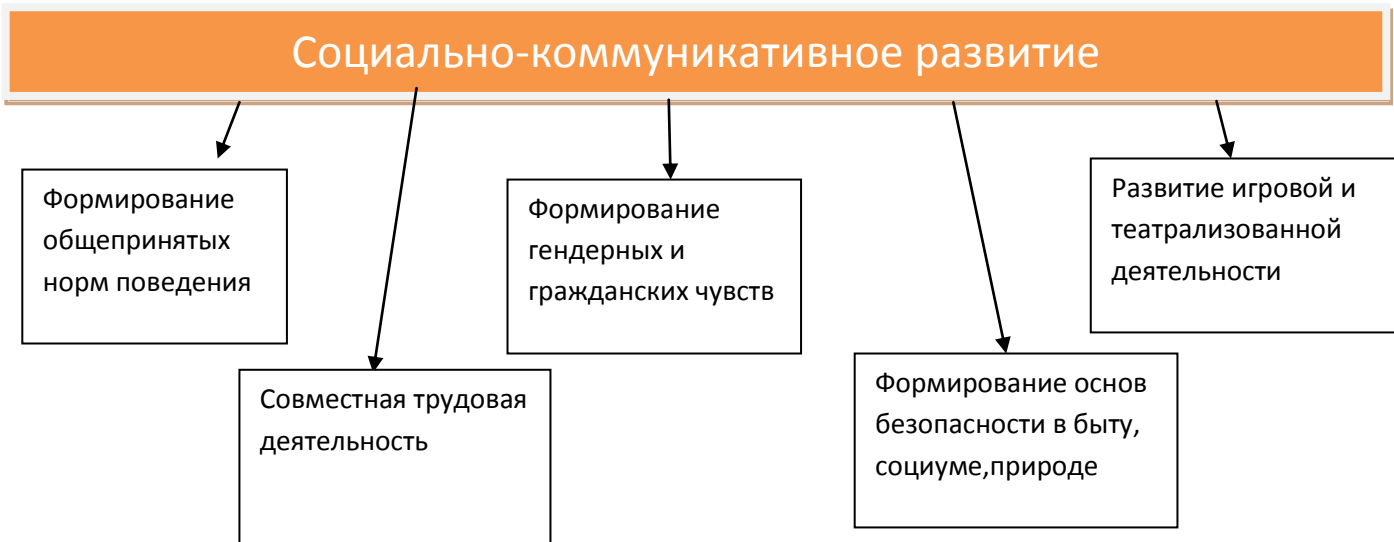 Социально-коммуникативное развитие
Формирование
общепринятых
норм поведения
Совместная трудовая
деятельность
Формирование
гендерных и
гражданских чувств
Формирование основ
безопасности в быту,
социуме,природе
Развитие игровой и
театрализованной
деятельности